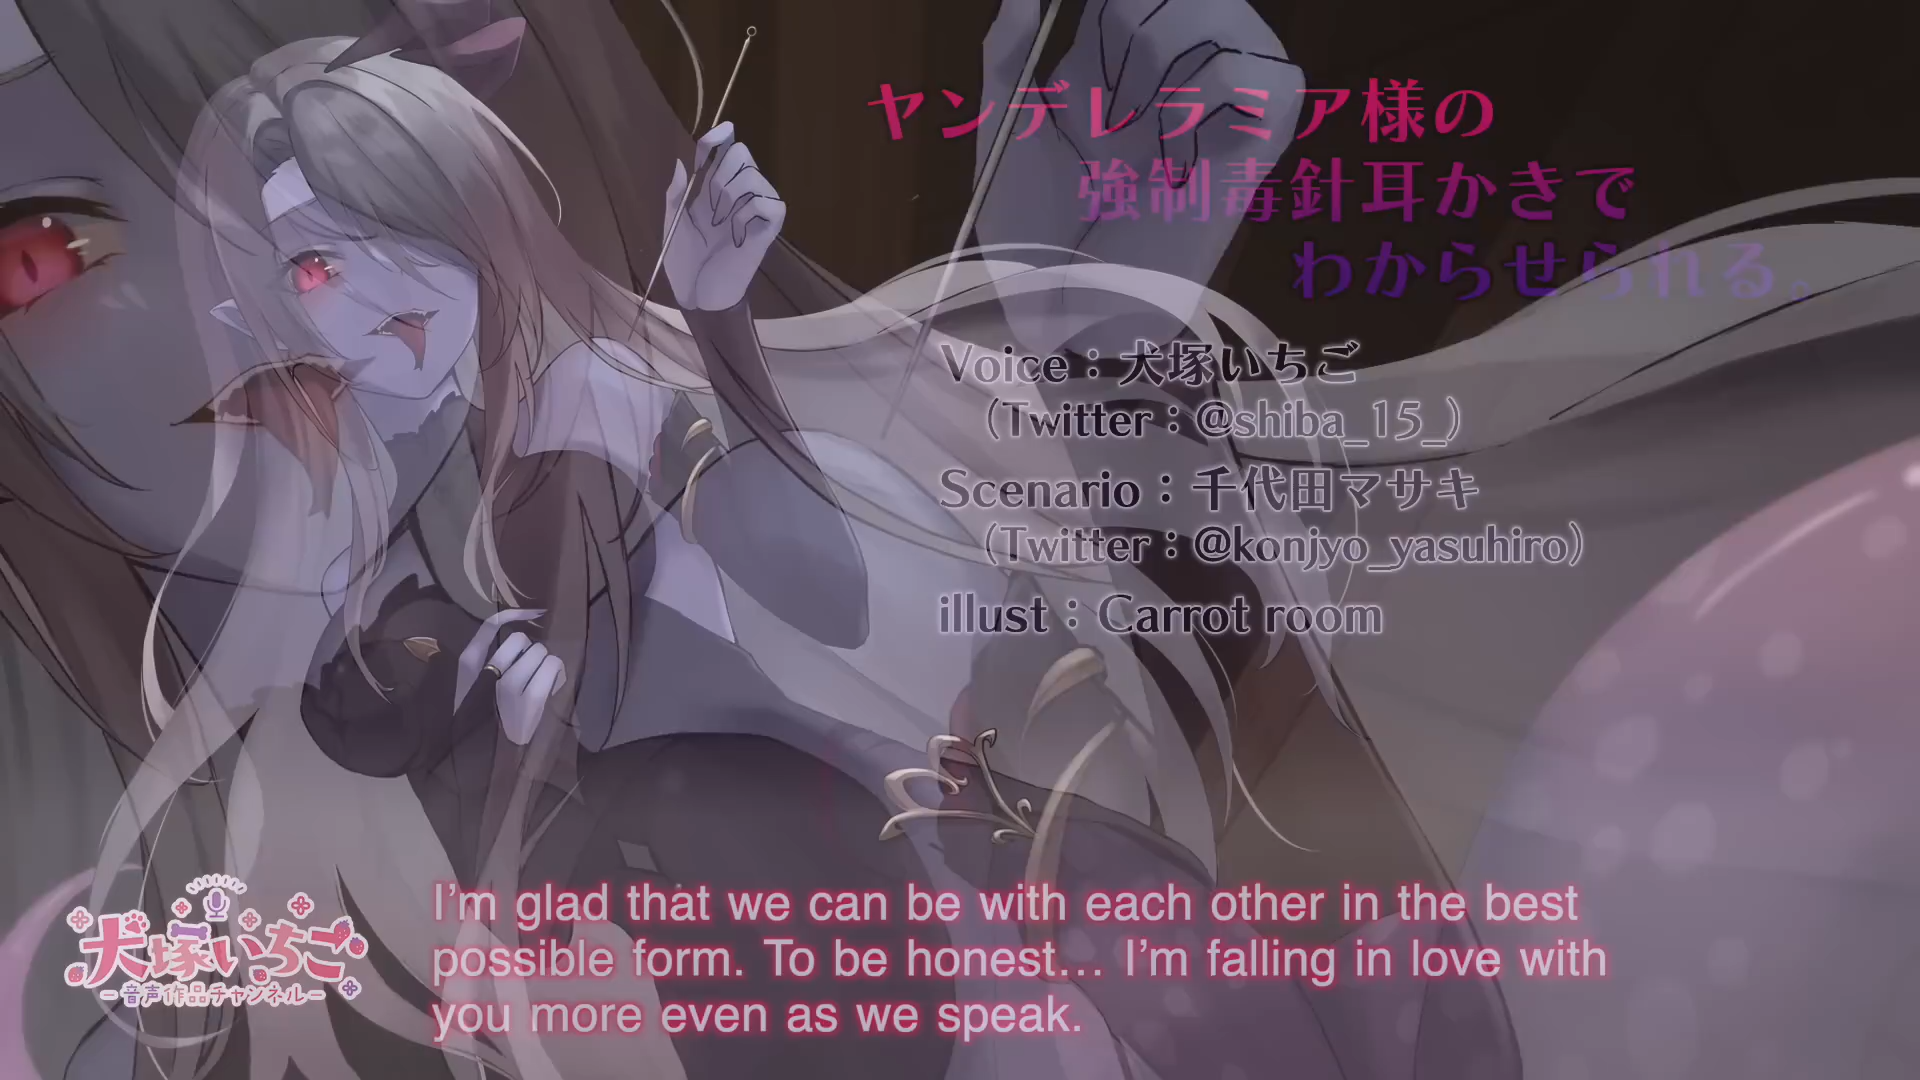 ヤンデレラミア様の
強制毒針耳かきで
わからせられる。
Voice：犬塚いちご
（Twitter：@shiba_15_）
Scenario：千代田マサキ
（Twitter：@konjyo_yasuhiro）
illust：Carrot room
犬塚いちご
－音声作品チャンネル－
I’m glad that we can be with each other in the best
possible form. To be honest… I’m falling in love with
you more even as we speak.